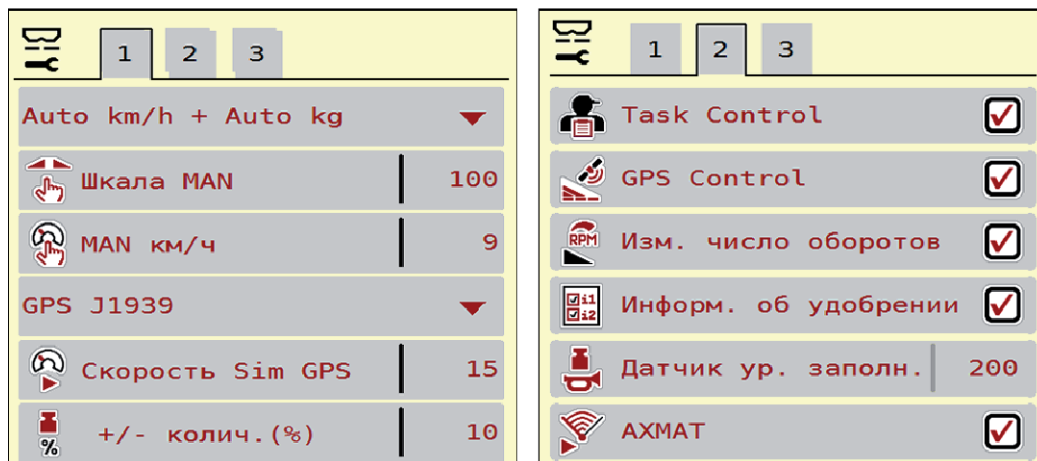 1 2 3
Auto km/h + Auto kg
Шкала MAN 100
MAN км/ч 9
GPS J1939
Скорость Sim GPS 15
% +/- колич.(%) 10
1 2 3
Task Control
GPS Control
RPM Изм. число оборотов
i1 i2 Информ. об удобрении
Датчик ур. заполн. 200
AXMAT